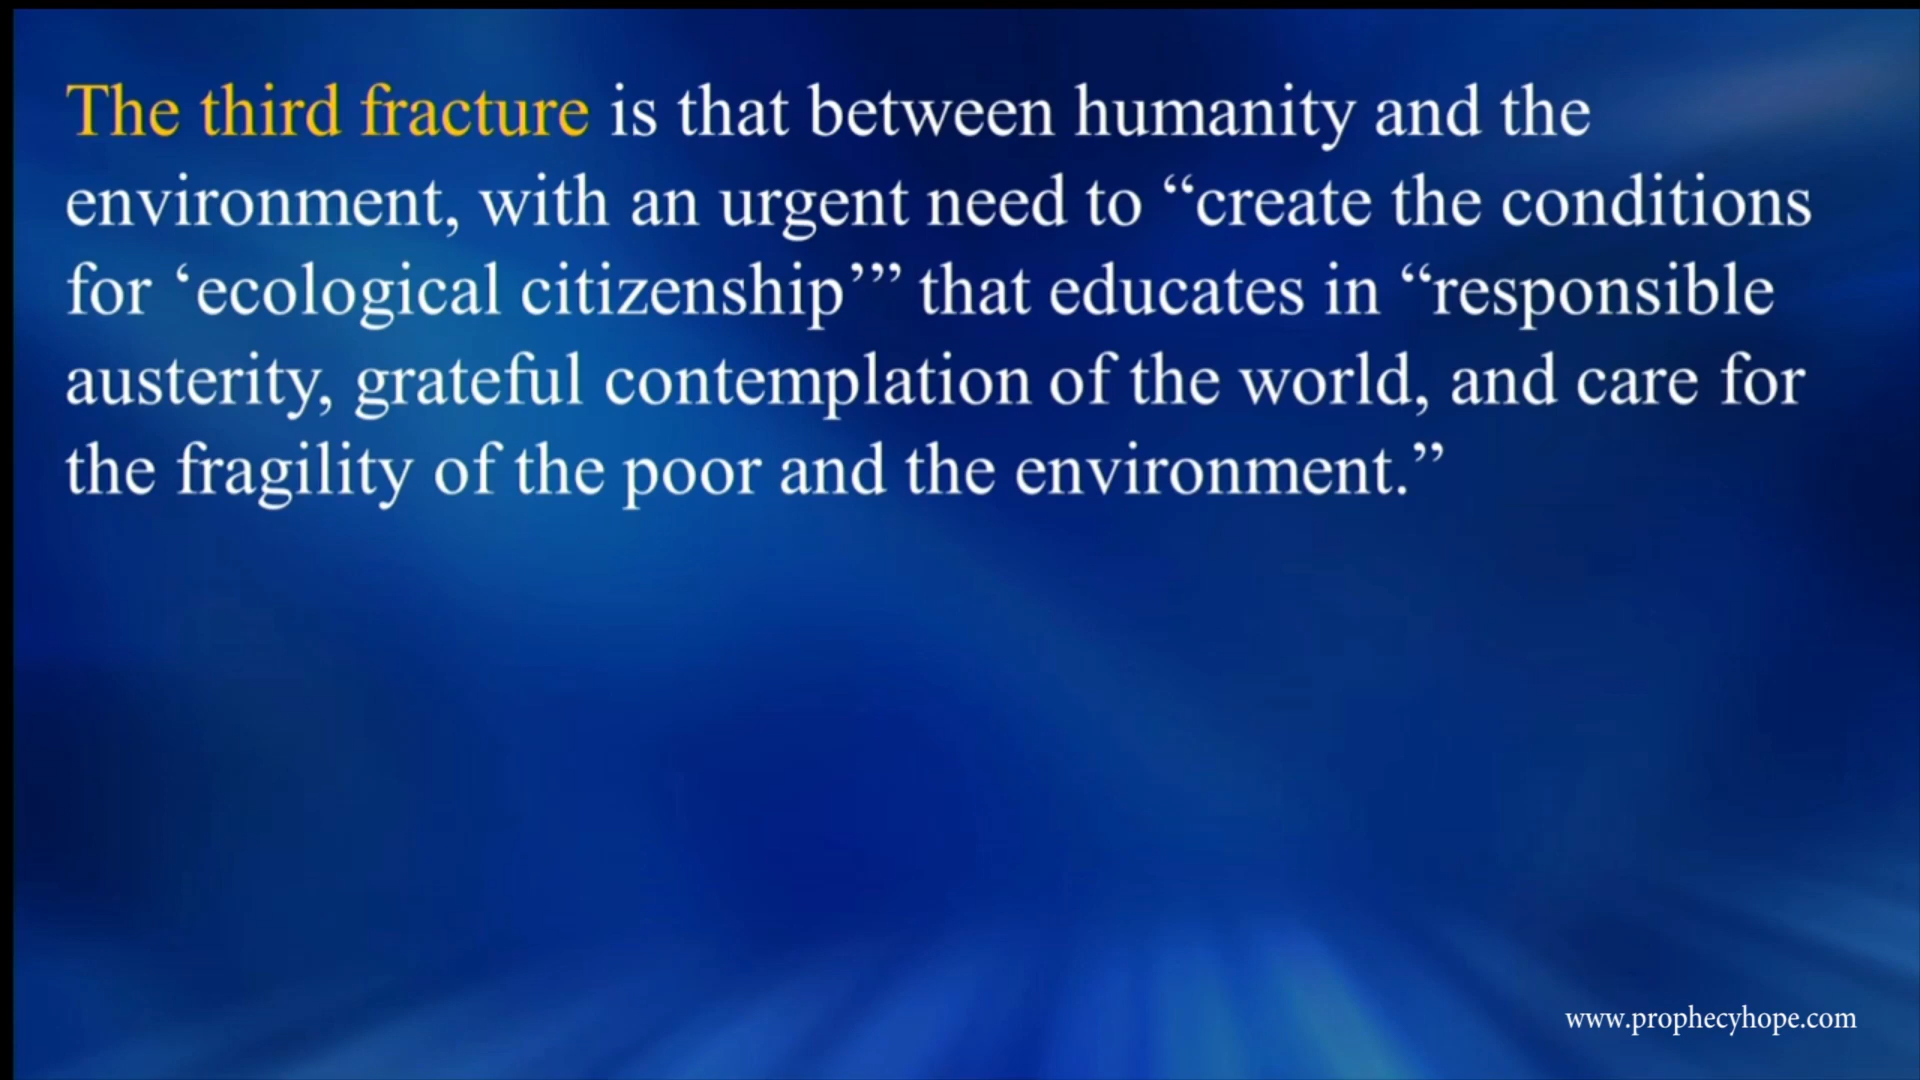 The third fracture is that between humanity and the
environment, with an urgent need to “create the conditions
for ‘ecological citizenship’” that educates in “responsible
austerity, grateful contemplation of the world, and care for
the fragility of the poor and the environment.”
www.prophecyhope.com